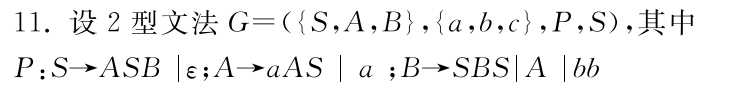 11. 设 2 型文法 G=({S,A,B},{a,b,c},P,S),其中
P:S→ASB |ε;A→aAS | a ;B→SBS|A |bb